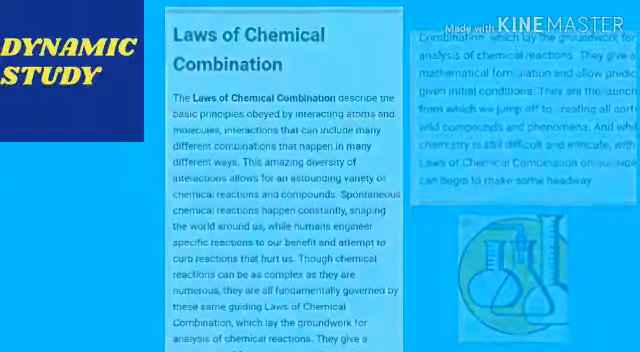 DYNAMIC
STUDY
Laws of Chemical
Combination
The Laws of Chemical Combination describe the
basic principles obeyed by interacting atoms and
molecules, interactions that can include many
different combinations that happen in many
different ways. This amazing diversity of
interactions allows for an astounding variety of
chemical reactions and compounds. Spontaneous
chemical reactions happen constantly, shaping
the world around us, while humans engineer
specific reactions to our benefit and attempt to
curb reactions that hurt us. Though chemical
reactions can be as complex as they are
numerous, they are all fundamentally governed by
these same guiding Laws of Chemical
Combination, which lay the groundwork for
analysis of chemical reactions. They give a
Made with KINEMASTER
Combination, which lay the groundwork for
analysis of chemical reactions. They give a
mathematical formulation and allow predic
given initial conditions. They are the launch
from which we jump off to creating all sort
wild compounds and phenomena. And whil
chemistry is still difficult and intricate, with
Laws of Chemical Combination on our side
can begin to make some headway